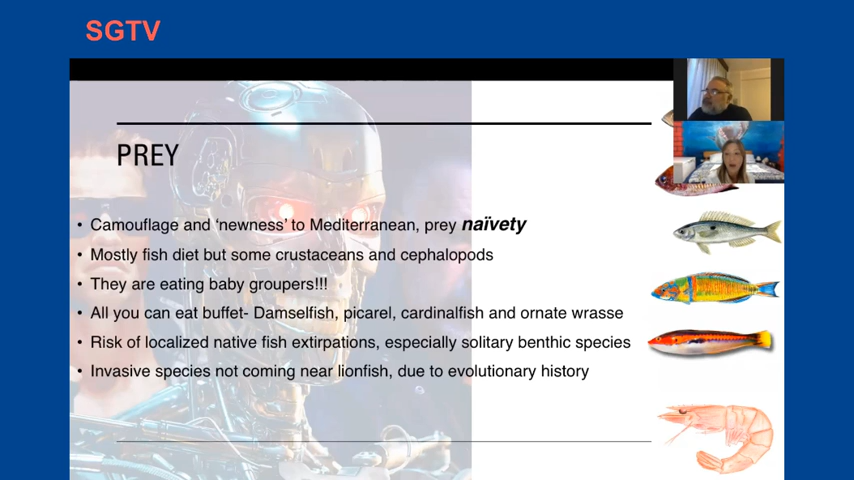 SGTV
PREY
• Camouflage and ‘newness’ to Mediterranean, prey naïvety
• Mostly fish diet but some crustaceans and cephalopods
• They are eating baby groupers!!!
• All you can eat buffet- Damselfish, picarel, cardinalfish and ornate wrasse
• Risk of localized native fish extirpations, especially solitary benthic species
• Invasive species not coming near lionfish, due to evolutionary history